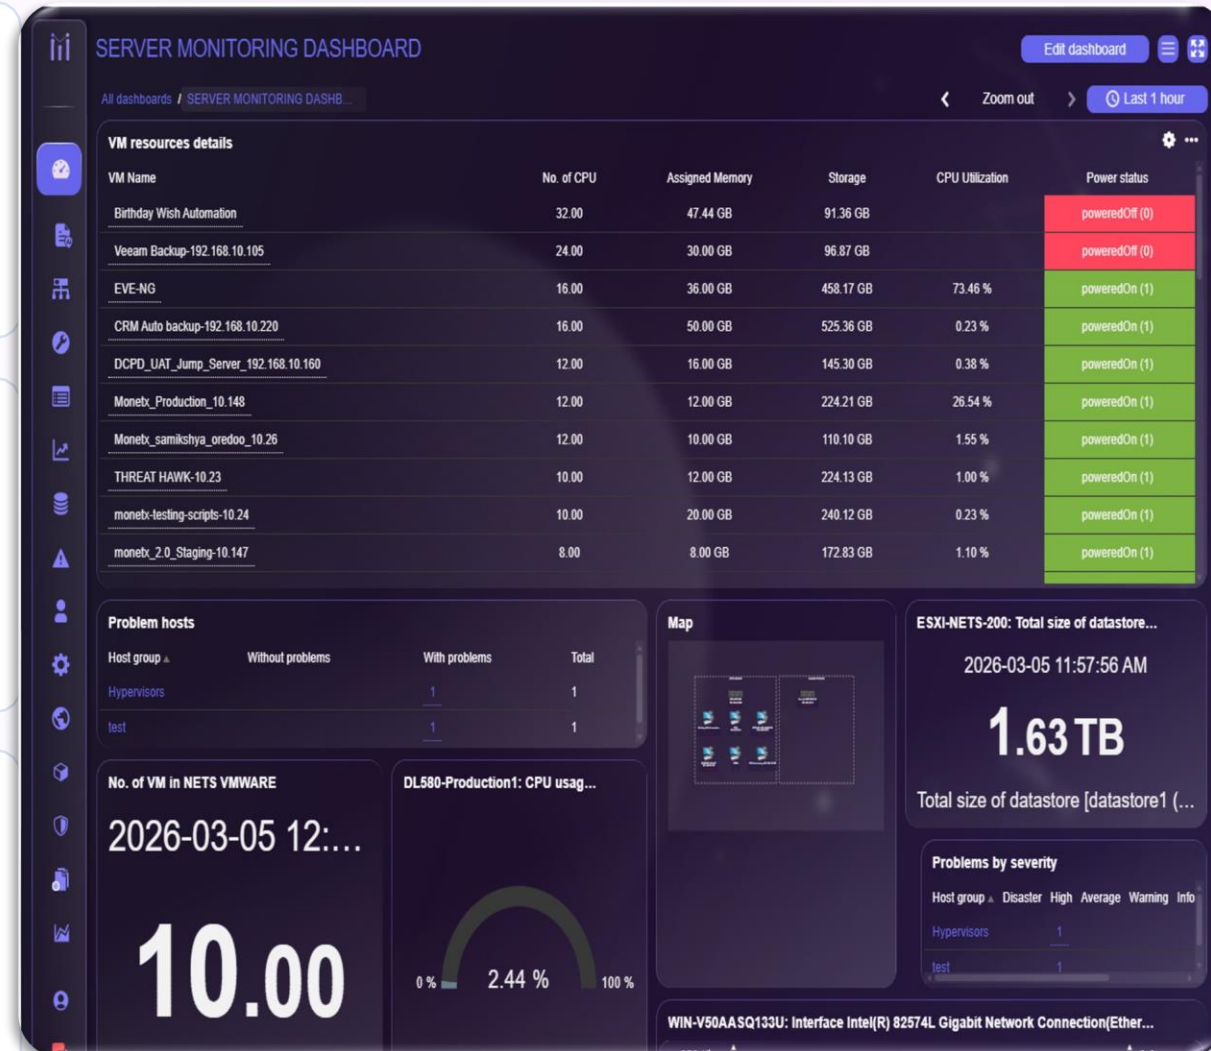 SERVER MONITORING DASHBOARD
Edit dashboard
All dashboards / SERVER MONITORING DASHB...
Zoom out
Last 1 hour
VM resources details
VM Name No. of CPU Assigned Memory Storage CPU Utilization Power status
Birthday Wish Automation 32.00 47.44 GB 91.36 GB poweredOff (0)
Veeam Backup-192.168.10.105 24.00 30.00 GB 96.87 GB poweredOff (0)
EVE-NG 16.00 36.00 GB 458.17 GB 73.46 % poweredOn (1)
CRM Auto backup-192.168.10.220 16.00 50.00 GB 525.36 GB 0.23 % poweredOn (1)
DCPD_UAT_Jump_Server_192.168.10.160 12.00 16.00 GB 145.30 GB 0.38 % poweredOn (1)
Monetx_Production_10.148 12.00 12.00 GB 224.21 GB 26.54 % poweredOn (1)
Monetx_samikshya_oredoo_10.26 12.00 10.00 GB 110.10 GB 1.55 % poweredOn (1)
THREAT HAWK-10.23 10.00 12.00 GB 224.13 GB 1.00 % poweredOn (1)
monetx-testing-scripts-10.24 10.00 20.00 GB 240.12 GB 0.23 % poweredOn (1)
monetx_2.0_Staging-10.147 8.00 8.00 GB 172.83 GB 1.10 % poweredOn (1)
Problem hosts
Host group Without problems With problems Total
Hypervisors 1 1
test 1 1
Map
ESXI-NETS-200: Total size of datastore...
2026-03-05 11:57:56 AM
1.63 TB
Total size of datastore [datastore1 (...
No. of VM in NETS VMWARE
2026-03-05 12:...
10.00
DL580-Production1: CPU usag...
0 % 2.44 % 100 %
Problems by severity
Host group Disaster High Average Warning Info
Hypervisors 1
test 1
WIN-V50AASQ133U: Interface Intel(R) 82574L Gigabit Network Connection(Ether...